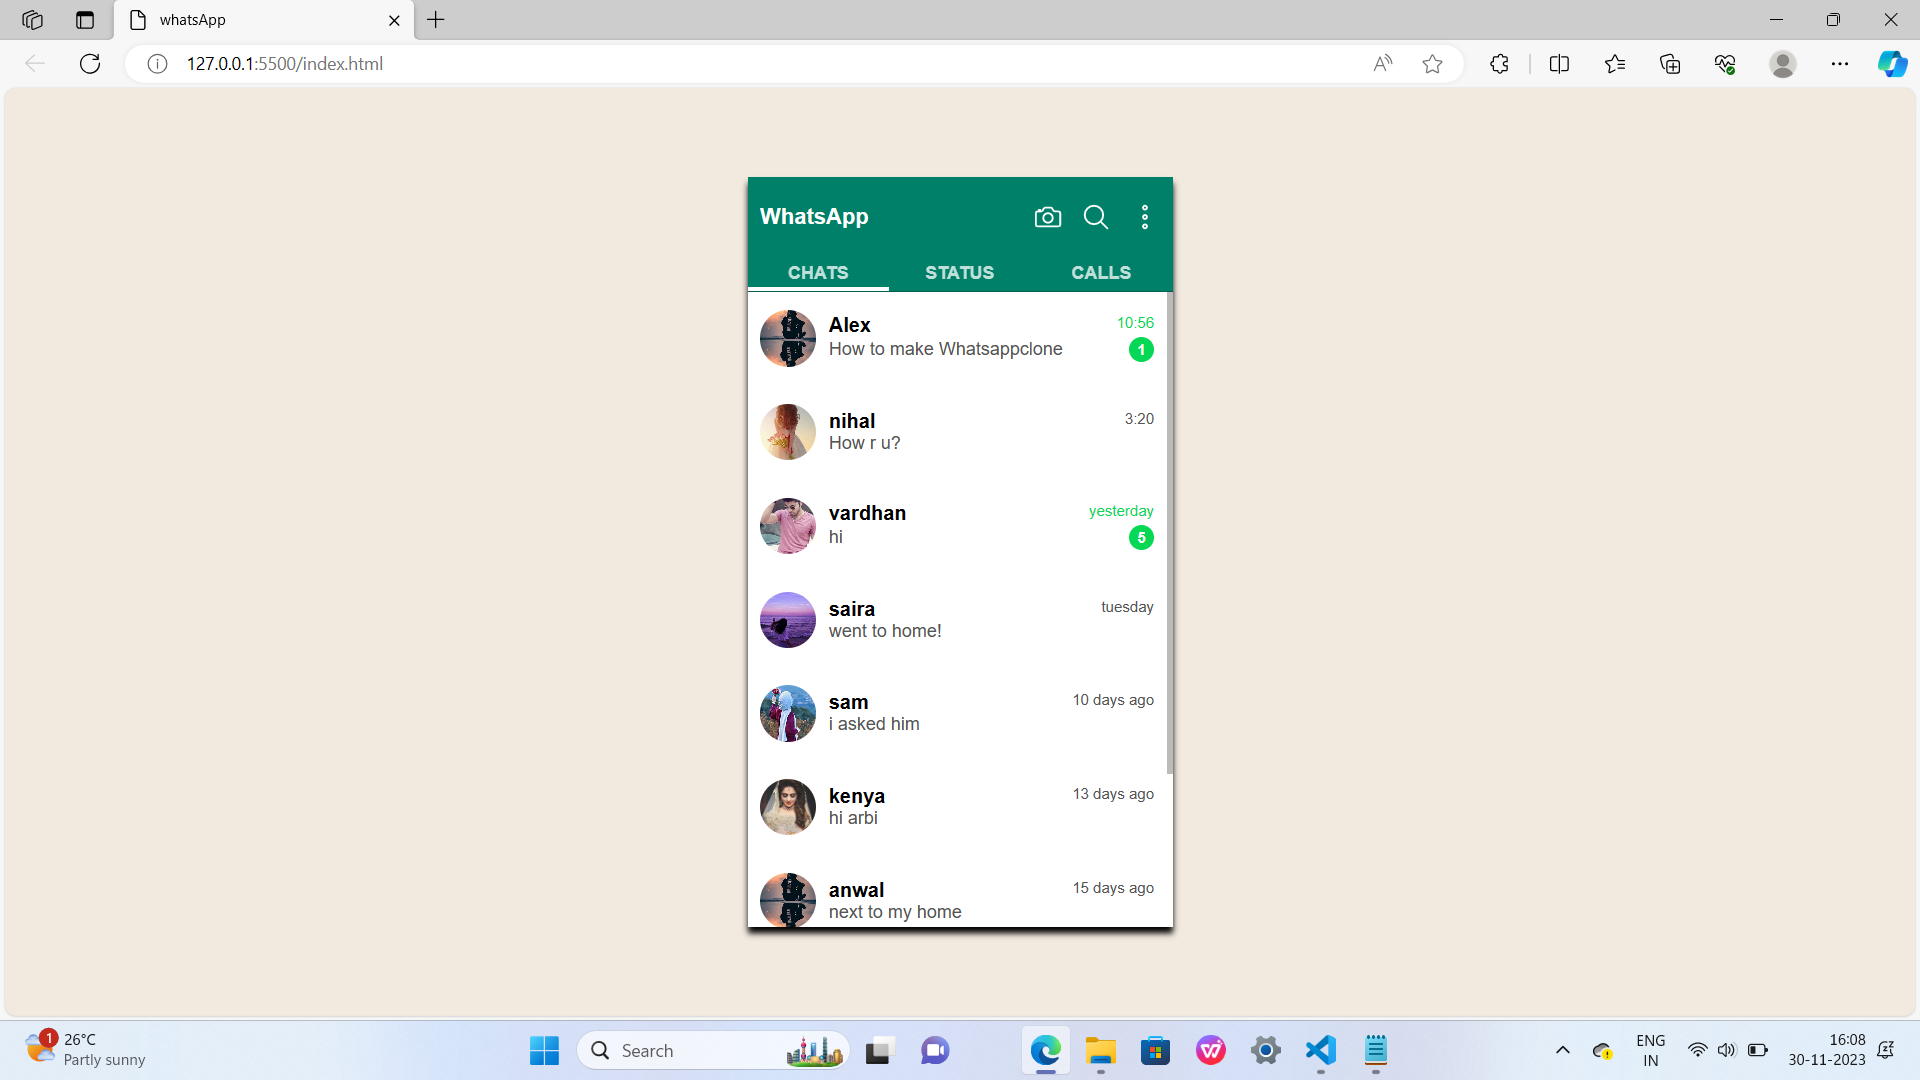 whatsApp
127.0.0.1:5500/index.html
WhatsApp
CHATS STATUS CALLS
Alex 10:56
How to make Whatsappclone 1
nihal 3:20
How r u?
vardhan yesterday
hi 5
saira tuesday
went to home!
sam 10 days ago
i asked him
kenya 13 days ago
hi arbi
anwal 15 days ago
next to my home
1
26°C
Partly sunny
Search
ENG
IN
16:08
30-11-2023